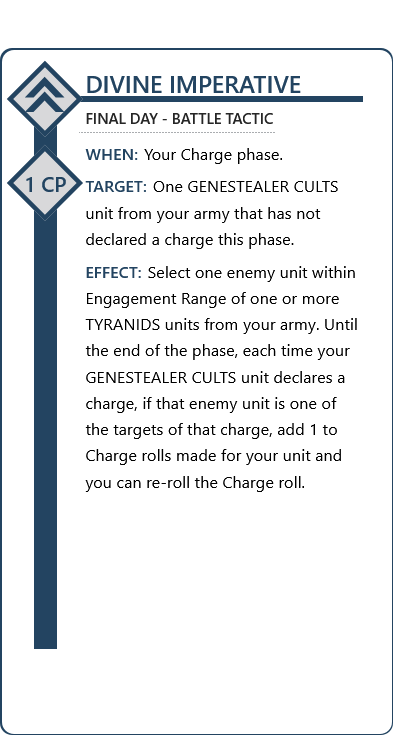 DIVINE IMPERATIVE
FINAL DAY - BATTLE TACTIC
WHEN: Your Charge phase.
1 CP
TARGET: One GENESTEALER CULTS
unit from your army that has not
declared a charge this phase.
EFFECT: Select one enemy unit within
Engagement Range of one or more
TYRANIDS units from your army. Until
the end of the phase, each time your
GENESTEALER CULTS unit declares a
charge, if that enemy unit is one of
the targets of that charge, add 1 to
Charge rolls made for your unit and
you can re-roll the Charge roll.